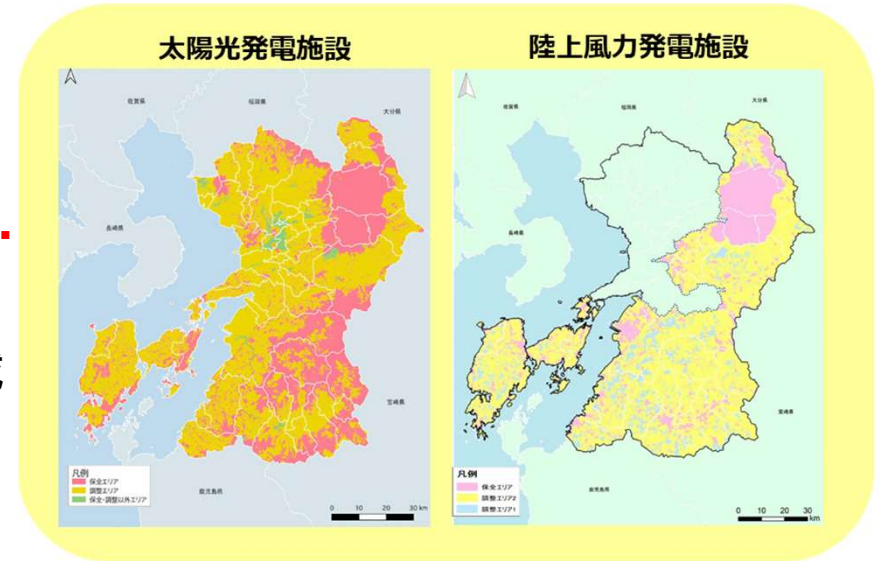 太陽光発電施設
佐賀県
福岡県
大分県
長崎県
宮崎県
鹿児島県
凡例
保全エリア
調整エリア
保全・調整以外エリア
0 10 20 30 km
陸上風力発電施設
佐賀県
福岡県
大分県
長崎県
宮崎県
鹿児島県
凡例
保全エリア
調整エリア2
調整エリア1
0 10 20 30
km